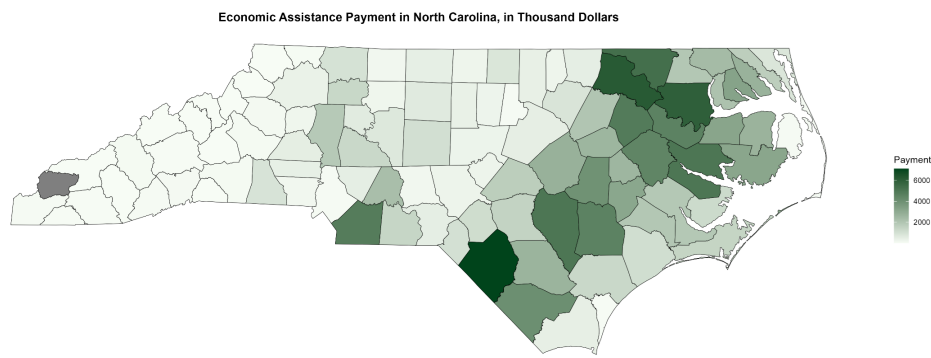 Economic Assistance Payment in North Carolina, in Thousand Dollars
Payment
6000
4000
2000